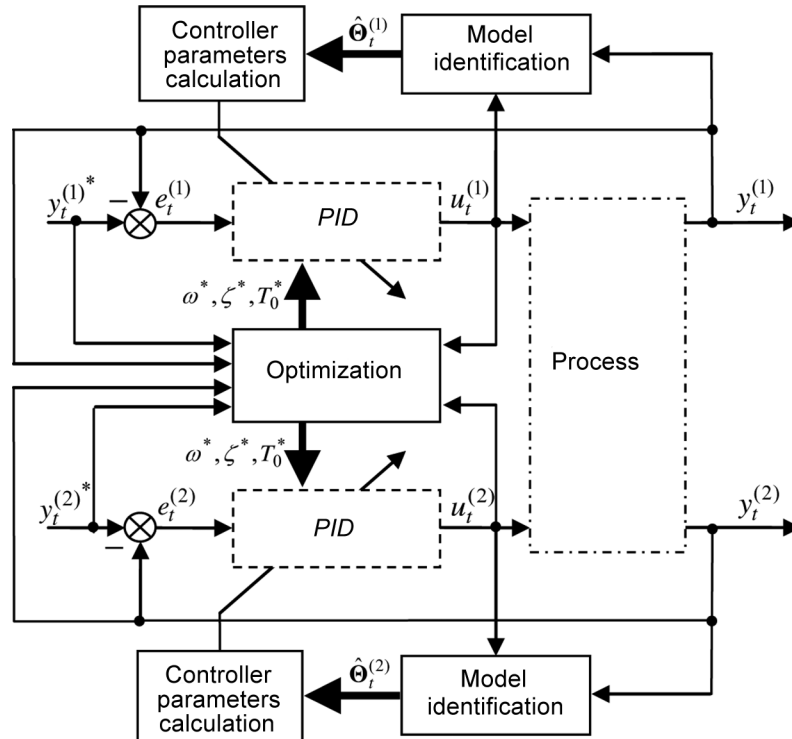 Controller
parameters
calculation
Θ̂ₜ⁽¹⁾
Model
identification
yₜ⁽¹⁾*
−
eₜ⁽¹⁾
PID
uₜ⁽¹⁾
yₜ⁽¹⁾
ω*, ζ*, T₀*
Optimization
Process
ω*, ζ*, T₀*
yₜ⁽²⁾*
−
eₜ⁽²⁾
PID
uₜ⁽²⁾
yₜ⁽²⁾
Controller
parameters
calculation
Θ̂ₜ⁽²⁾
Model
identification